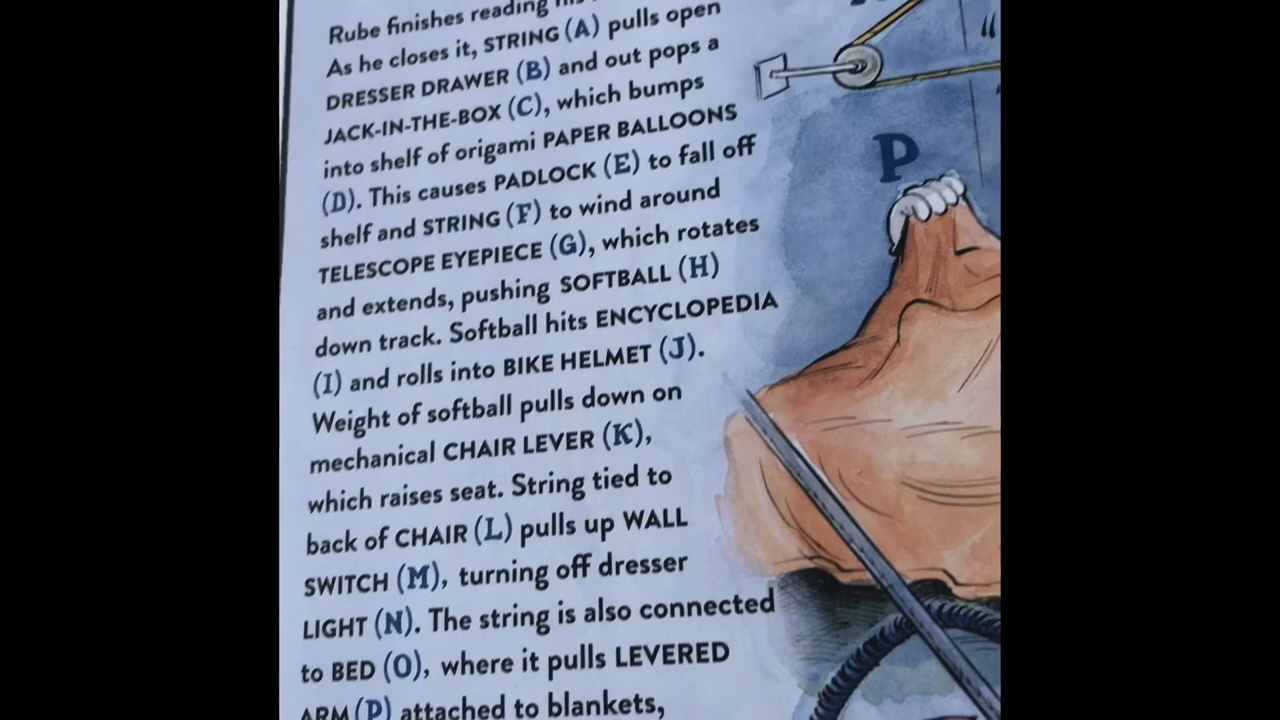 Rube finishes reading
As he closes it, STRING (A) pulls open
DRESSER DRAWER (B) and out pops a
JACK-IN-THE-BOX (C), which bumps
into shelf of origami PAPER BALLOONS
(D). This causes PADLOCK (E) to fall off
shelf and STRING (F) to wind around
TELESCOPE EYEPIECE (G), which rotates
and extends, pushing SOFTBALL (H)
down track. Softball hits ENCYCLOPEDIA
(I) and rolls into BIKE HELMET (J).
Weight of softball pulls down on
mechanical CHAIR LEVER (K),
which raises seat. String tied to
back of CHAIR (L) pulls up WALL
SWITCH (M), turning off dresser
LIGHT (N). The string is also connected
to BED (O), where it pulls LEVERED
ARM (P) attached to blankets,
P